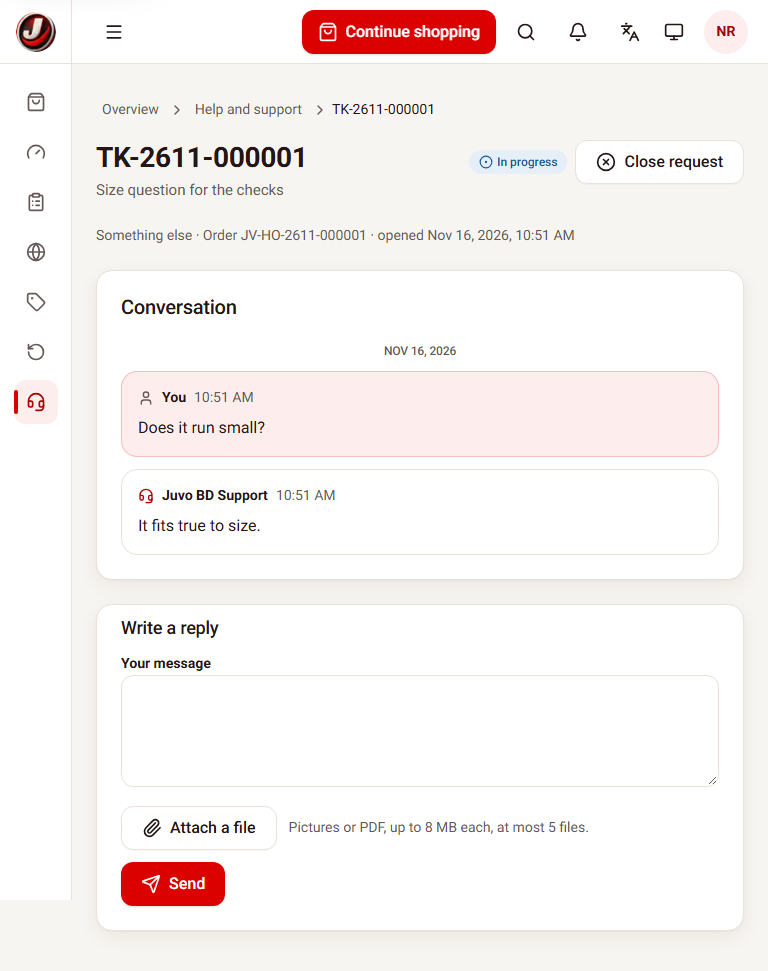 J
Continue shopping
NR
Overview
Help and support
TK-2611-000001
TK-2611-000001
In progress
Close request
Size question for the checks
Something else · Order JV-HO-2611-000001 · opened Nov 16, 2026, 10:51 AM
Conversation
NOV 16, 2026
You 10:51 AM
Does it run small?
Juvo BD Support 10:51 AM
It fits true to size.
Write a reply
Your message
Attach a file
Pictures or PDF, up to 8 MB each, at most 5 files.
Send